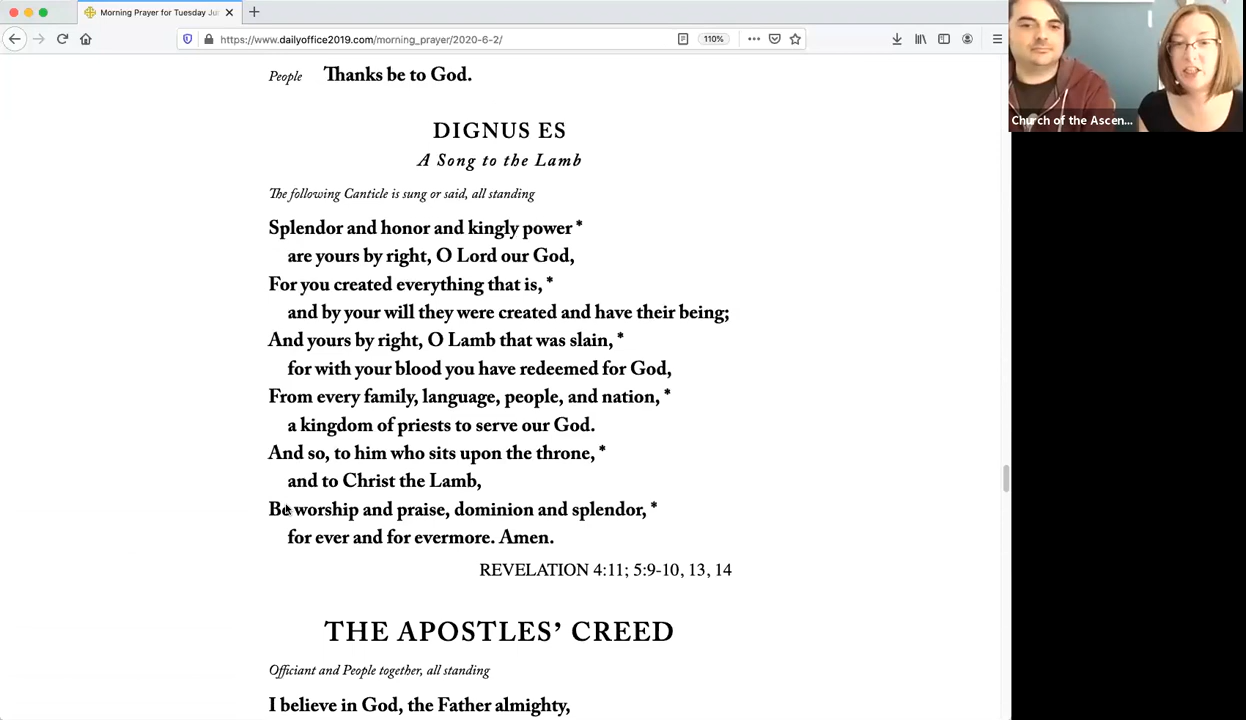 Morning Prayer for Tuesday Ju
https://www.dailyoffice2019.com/morning_prayer/2020-6-2/
110%
Church of the Ascen...
People Thanks be to God.
DIGNUS ES
A Song to the Lamb
The following Canticle is sung or said, all standing
Splendor and honor and kingly power *
are yours by right, O Lord our God,
For you created everything that is, *
and by your will they were created and have their being;
And yours by right, O Lamb that was slain, *
for with your blood you have redeemed for God,
From every family, language, people, and nation, *
a kingdom of priests to serve our God.
And so, to him who sits upon the throne, *
and to Christ the Lamb,
Be worship and praise, dominion and splendor, *
for ever and for evermore. Amen.
REVELATION 4:11; 5:9-10, 13, 14
THE APOSTLES’ CREED
Officiant and People together, all standing
I believe in God, the Father almighty,